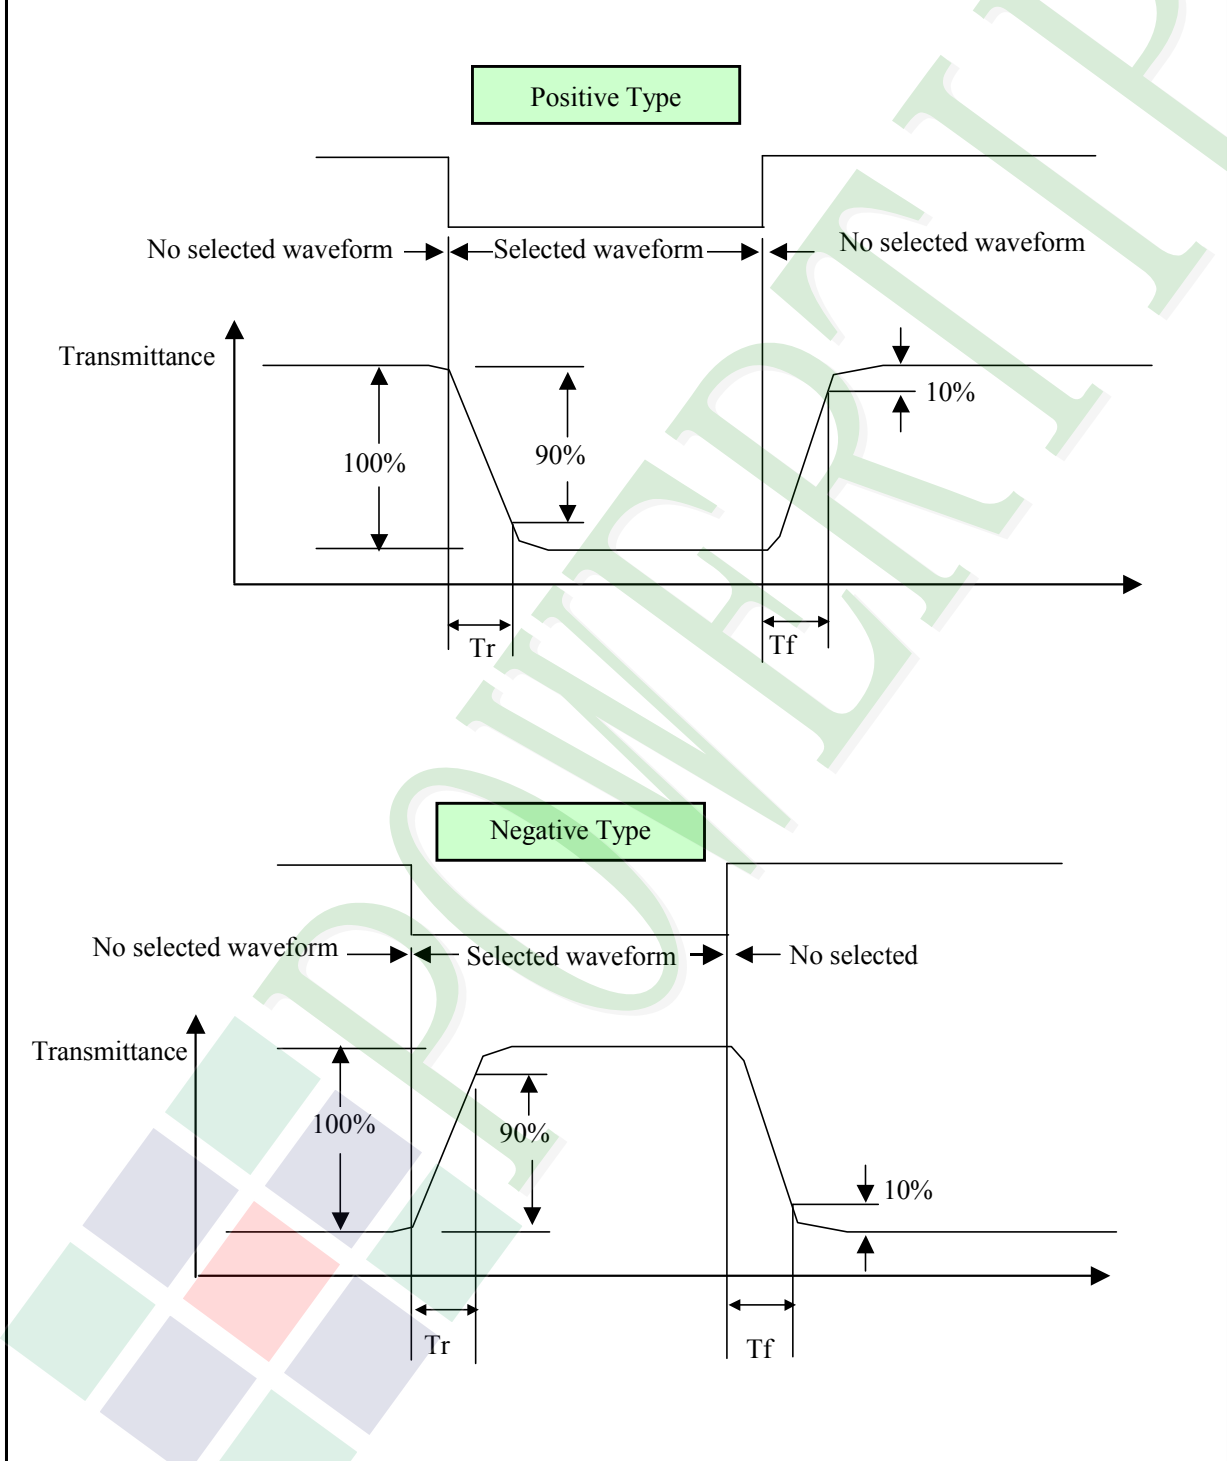 Positive Type
No selected waveform
Selected waveform
No selected waveform
Transmittance
100%
90%
10%
Tr
Tf
Negative Type
No selected waveform
Selected waveform
No selected
Transmittance
100%
90%
10%
Tr
Tf
POWERTIP